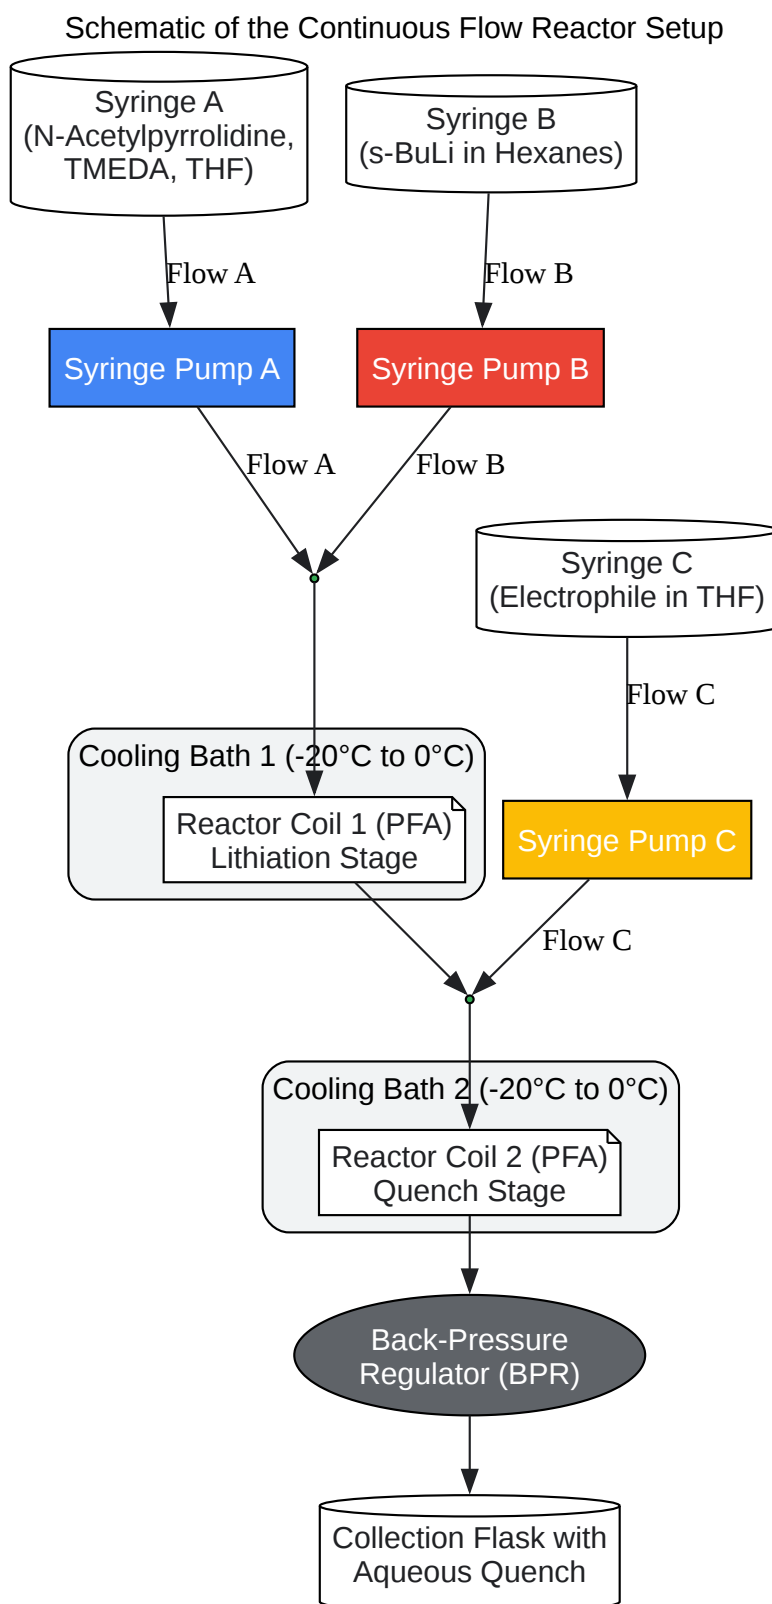 Schematic of the Continuous Flow Reactor Setup
Syringe A
(N-Acetylpyrrolidine,
TMEDA, THF)
Syringe B
(s-BuLi in Hexanes)
Flow A
Flow B
Syringe Pump A
Syringe Pump B
Flow A
Flow B
Syringe C
(Electrophile in THF)
Flow C
Cooling Bath 1 (-20°C to 0°C)
Reactor Coil 1 (PFA)
Lithiation Stage
Syringe Pump C
Flow C
Cooling Bath 2 (-20°C to 0°C)
Reactor Coil 2 (PFA)
Quench Stage
Back-Pressure
Regulator (BPR)
Collection Flask with
Aqueous Quench